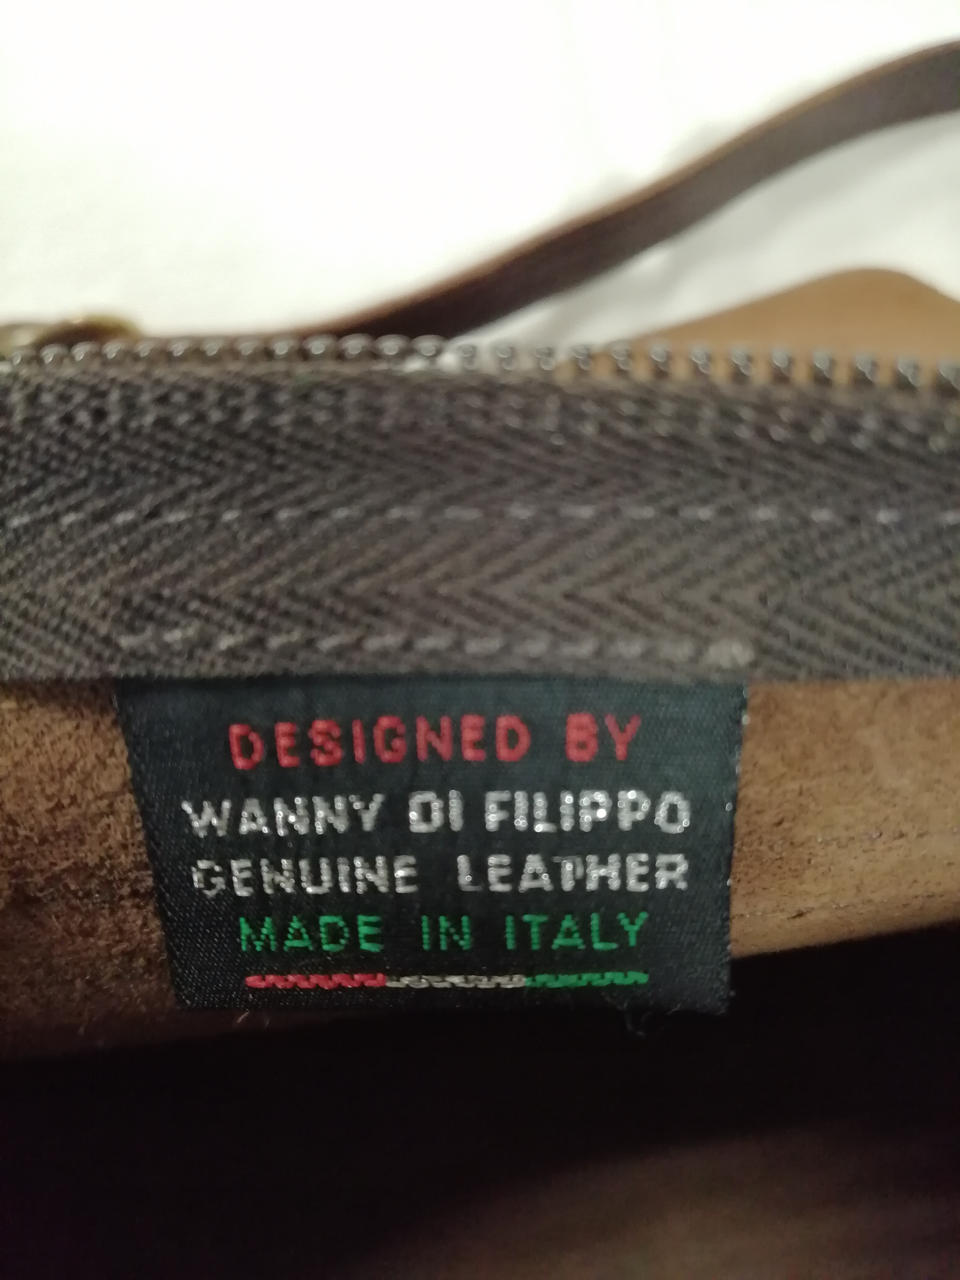 DESIGNED BY
WANNY DI FILIPPO
GENUINE LEATHER
MADE IN ITALY